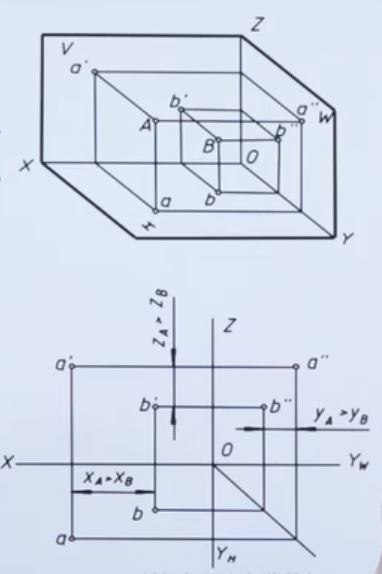 Z
V
a'
b'
a"
W
A
B
b"
X
O
H
a
b
Y
Z_A > Z_B
Z
a'
a"
b'
b"
Y_A > Y_B
O
X
Y_W
X_A > X_B
b
a
Y_H